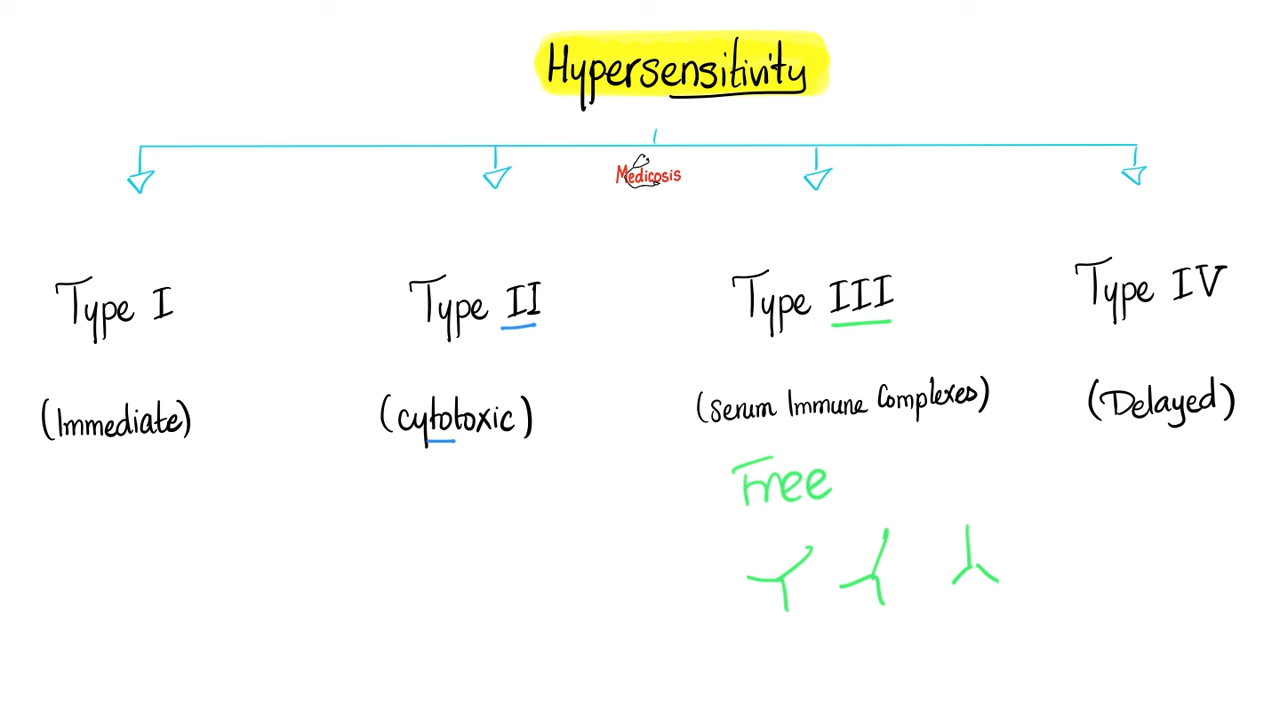 Hypersensitivity
Medicosis
Type I
Type II
Type III
Type IV
(Immediate)
(cytotoxic)
(Serum Immune Complexes)
(Delayed)
Free